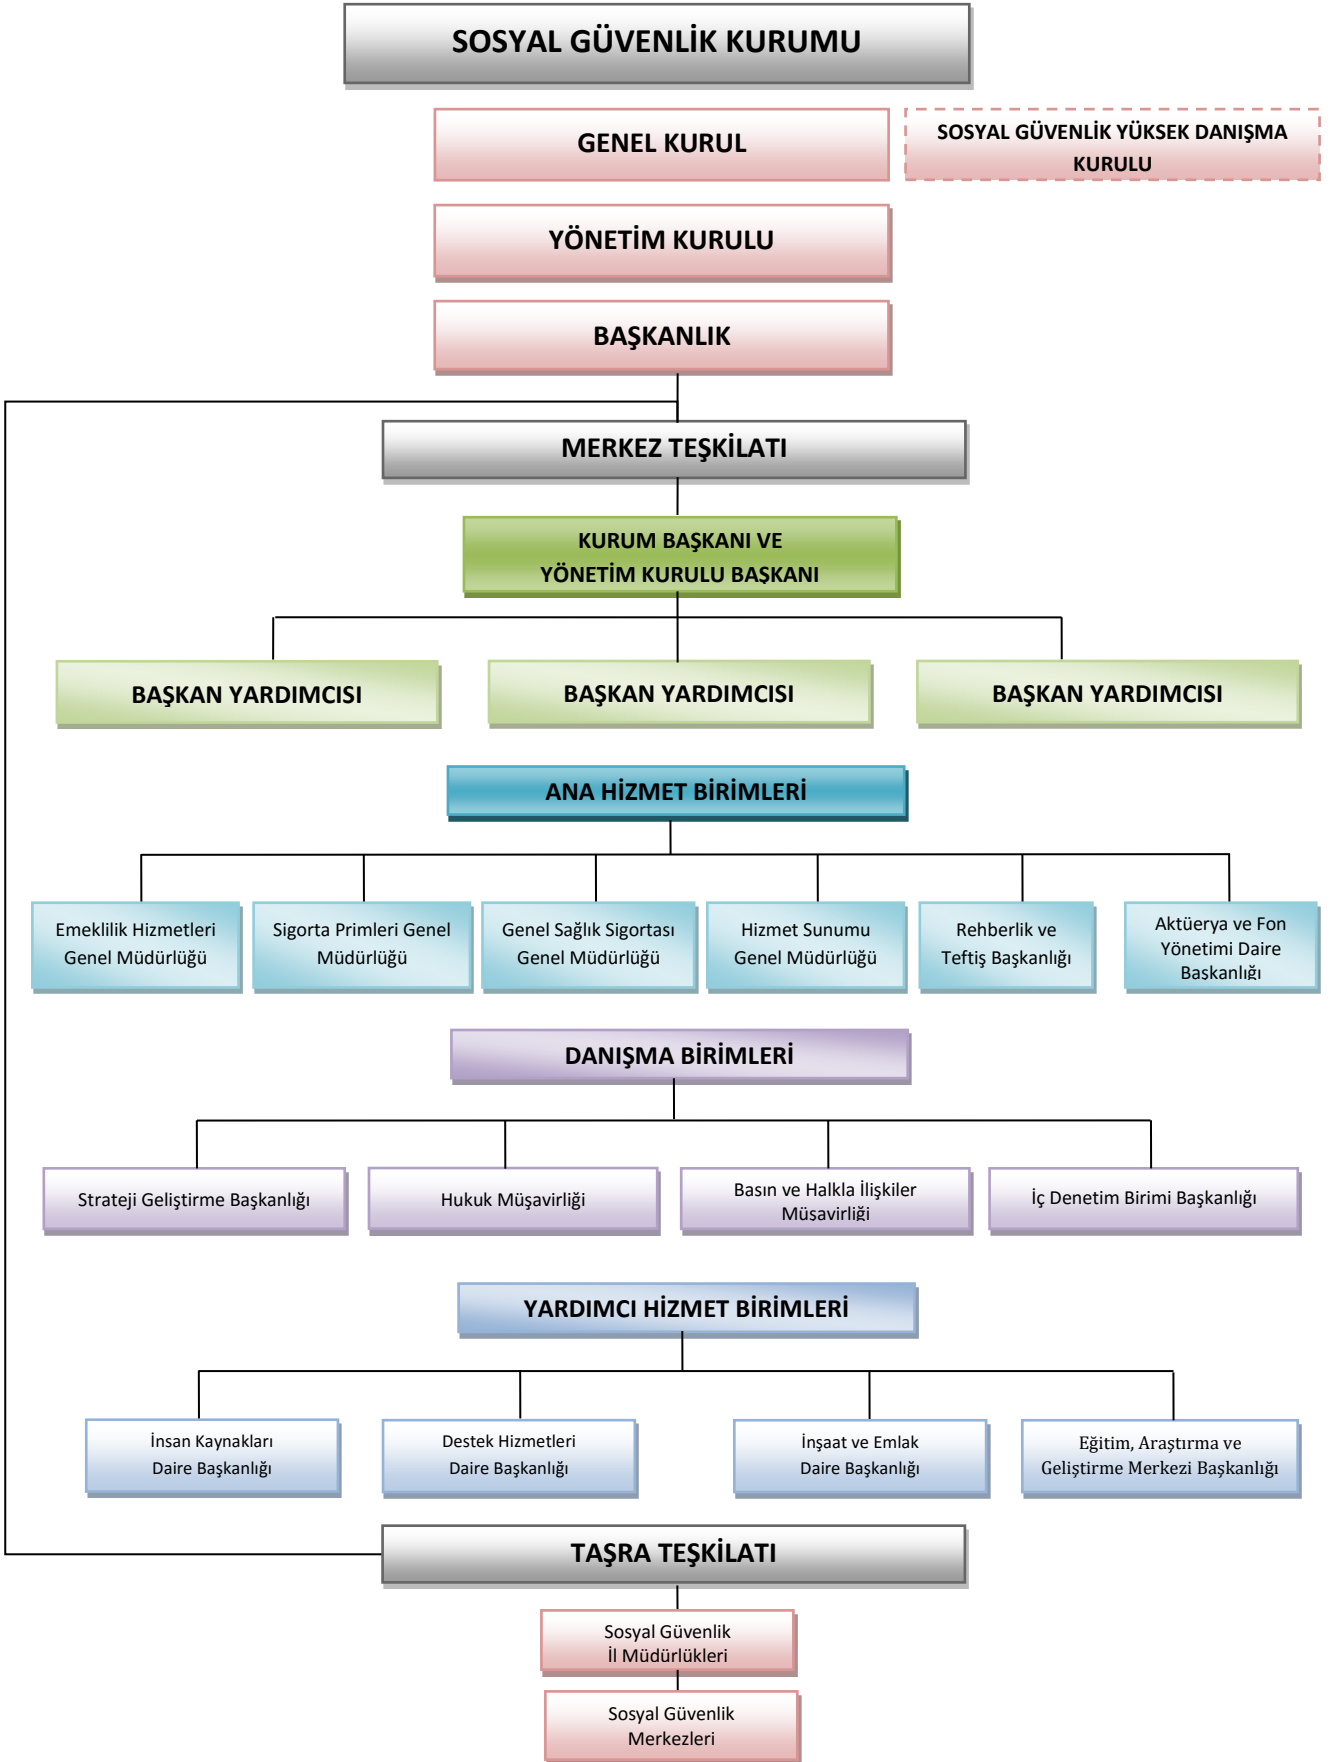 SOSYAL GÜVENLİK KURUMU
GENEL KURUL
SOSYAL GÜVENLİK YÜKSEK DANIŞMA
KURULU
YÖNETİM KURULU
BAŞKANLIK
MERKEZ TEŞKİLATI
KURUM BAŞKANI VE
YÖNETİM KURULU BAŞKANI
BAŞKAN YARDIMCISI
BAŞKAN YARDIMCISI
BAŞKAN YARDIMCISI
ANA HİZMET BİRİMLERİ
Emeklilik Hizmetleri
Genel Müdürlüğü
Sigorta Primleri Genel
Müdürlüğü
Genel Sağlık Sigortası
Genel Müdürlüğü
Hizmet Sunumu
Genel Müdürlüğü
Rehberlik ve
Teftiş Başkanlığı
Aktüerya ve Fon
Yönetimi Daire
Başkanlığı
DANIŞMA BİRİMLERİ
Strateji Geliştirme Başkanlığı
Hukuk Müşavirliği
Basın ve Halkla İlişkiler
Müşavirliği
İç Denetim Birimi Başkanlığı
YARDIMCI HİZMET BİRİMLERİ
İnsan Kaynakları
Daire Başkanlığı
Destek Hizmetleri
Daire Başkanlığı
İnşaat ve Emlak
Daire Başkanlığı
Eğitim, Araştırma ve
Geliştirme Merkezi Başkanlığı
TAŞRA TEŞKİLATI
Sosyal Güvenlik
İl Müdürlükleri
Sosyal Güvenlik
Merkezleri